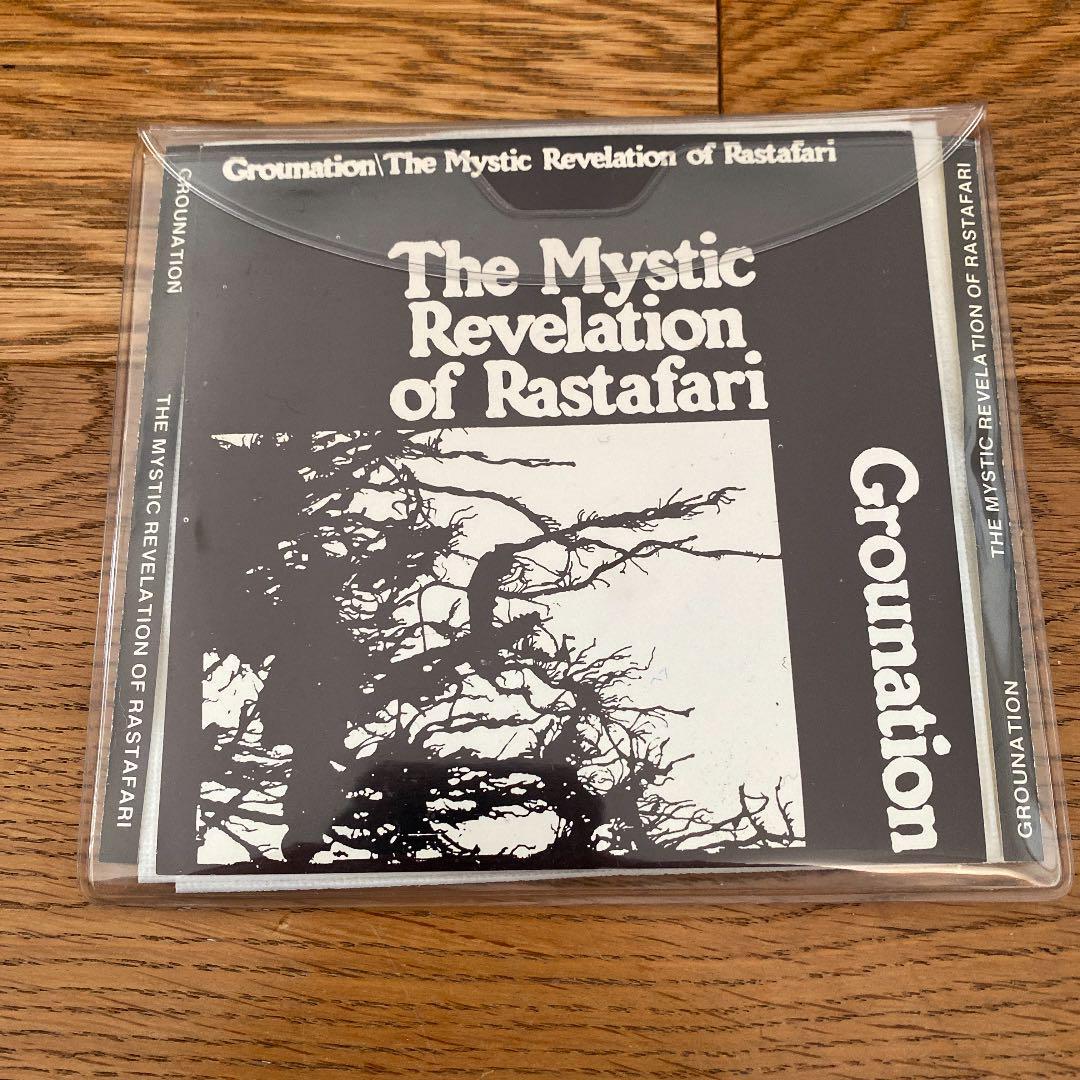 Grounation\The Mystic Revelation of Rastafari
The Mystic
Revelation
of Rastafari
Grounation
GROUNATION
THE MYSTIC REVELATION OF RASTAFARI
THE MYSTIC REVELATION OF RASTAFARI
GROUNATION